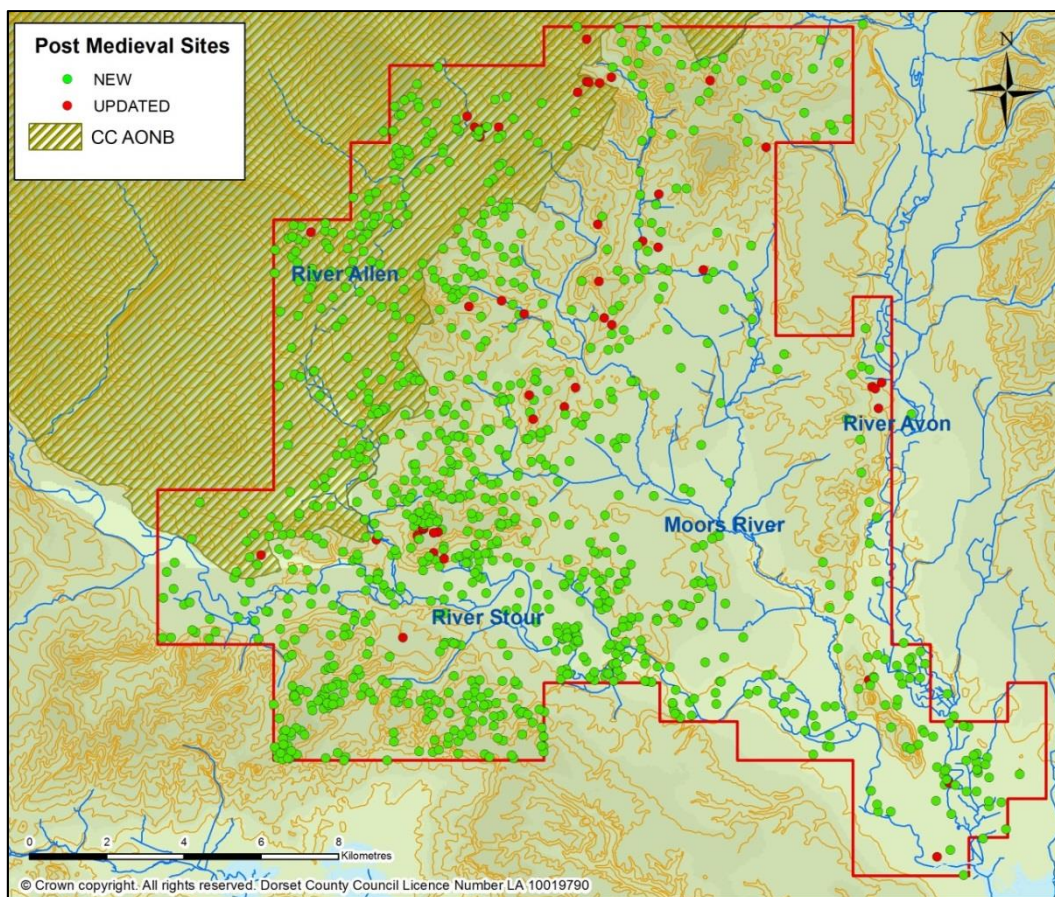 Post Medieval Sites
NEW
UPDATED
CC AONB
N
River Allen
River Avon
Moors River
River Stour
0 2 4 6 8
Kilometres
© Crown copyright. All rights reserved. Dorset County Council Licence Number LA 10019790